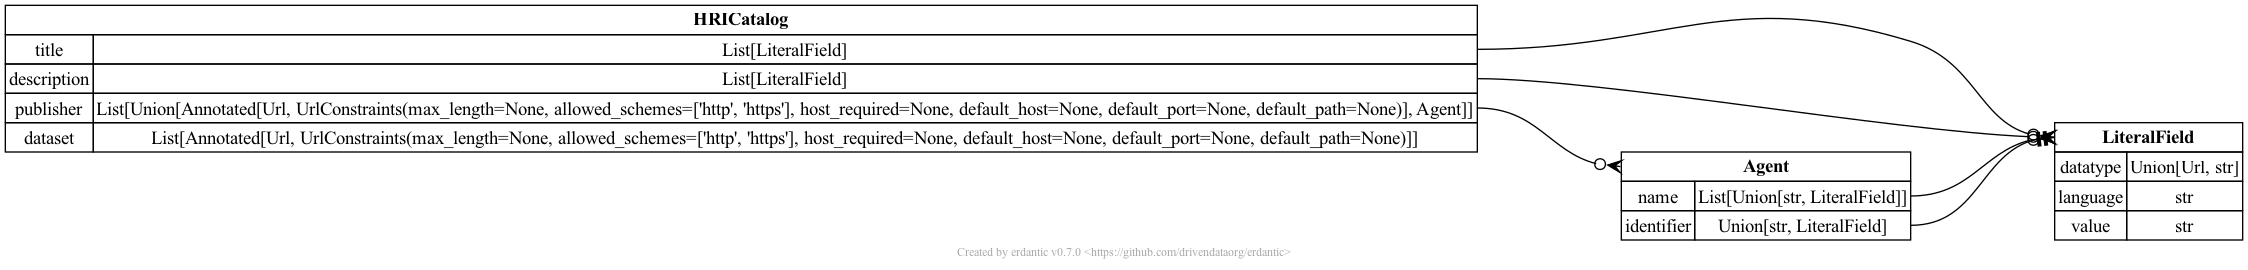 HRICatalog
title List[LiteralField]
description List[LiteralField]
publisher List[Union[Annotated[Url, UrlConstraints(max_length=None, allowed_schemes=['http', 'https'], host_required=None, default_host=None, default_port=None, default_path=None)], Agent]]
dataset List[Annotated[Url, UrlConstraints(max_length=None, allowed_schemes=['http', 'https'], host_required=None, default_host=None, default_port=None, default_path=None)]]
Agent
name List[Union[str, LiteralField]]
identifier Union[str, LiteralField]
LiteralField
datatype Union[Url, str]
language str
value str
Created by erdantic v0.7.0 <https://github.com/drivendataorg/erdantic>